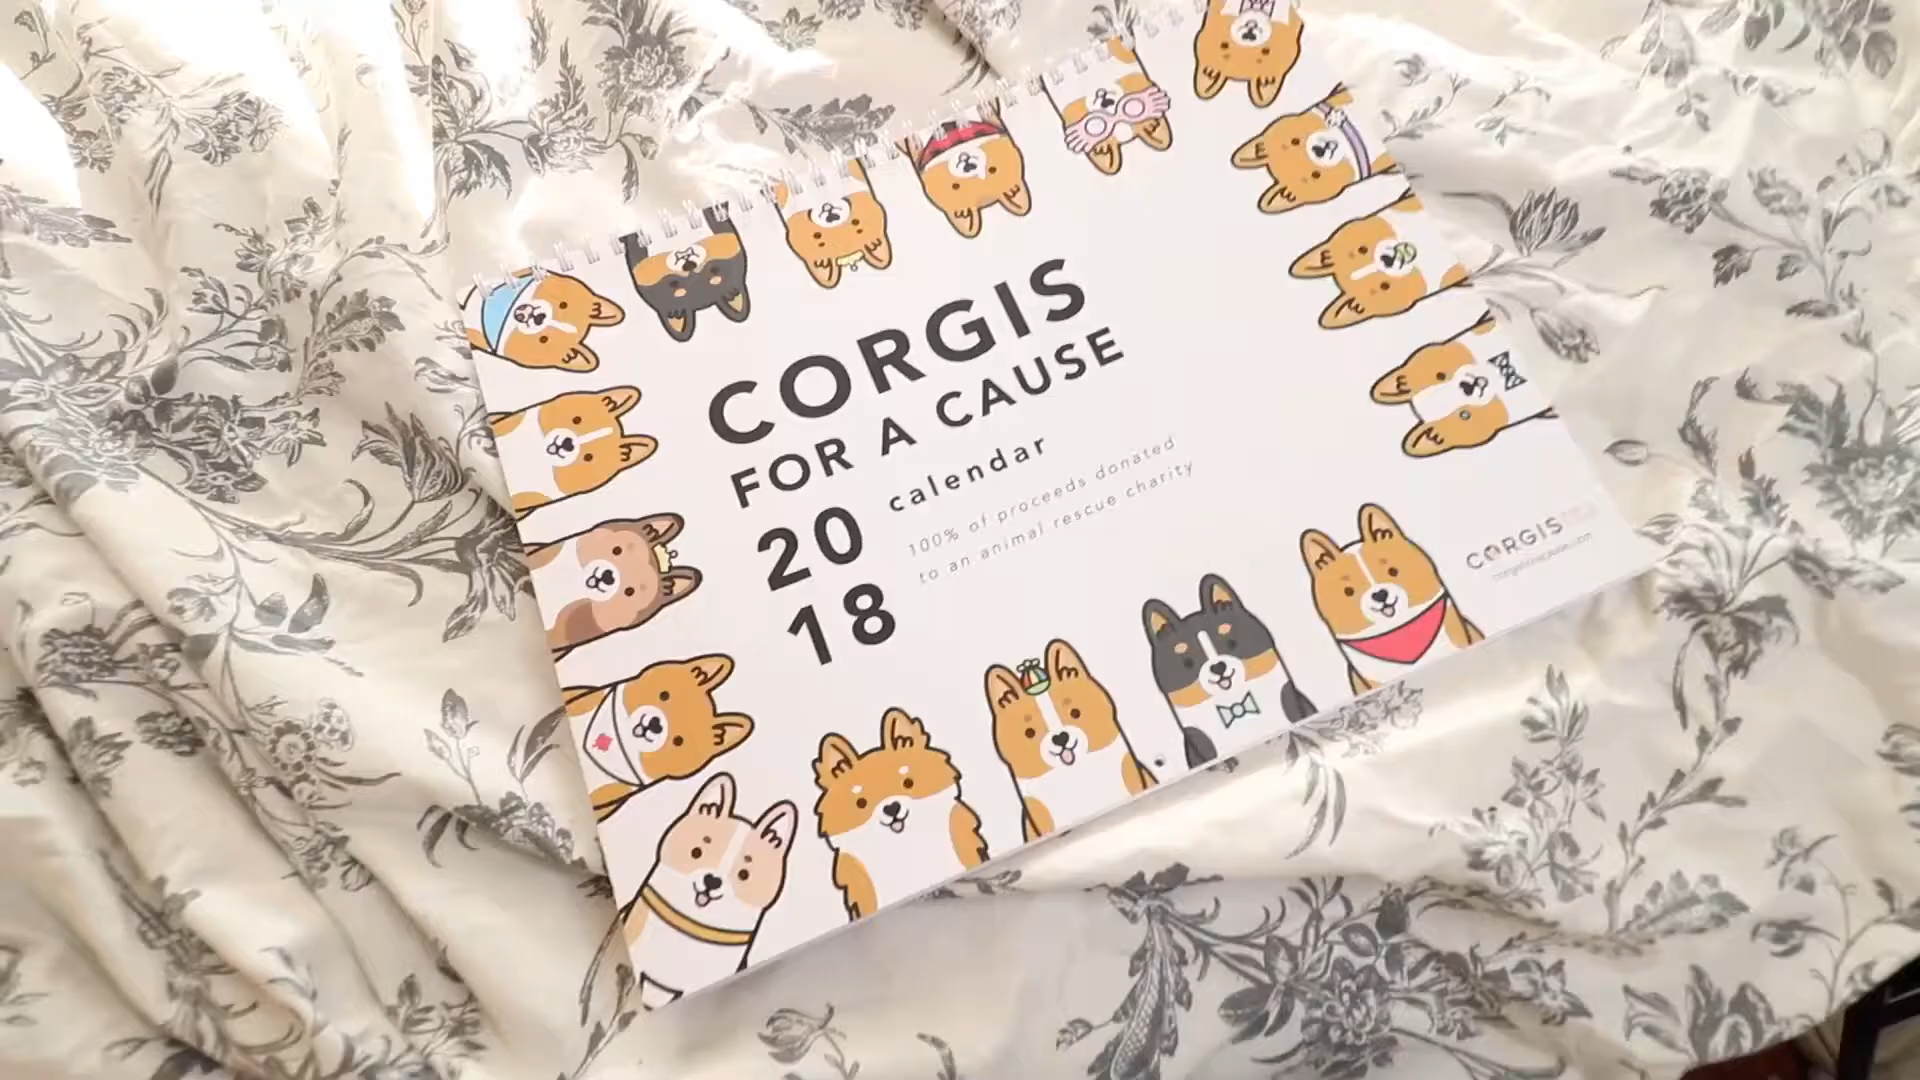 CORGIS
FOR A CAUSE
20
18
calendar
100% of proceeds donated
to an animal rescue charity
CORGIS